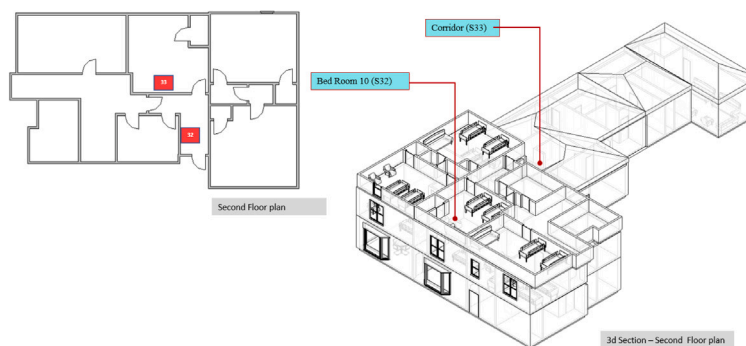 Corridor (S33)
Bed Room 10 (S32)
33
32
Second Floor plan
3d Section – Second Floor plan